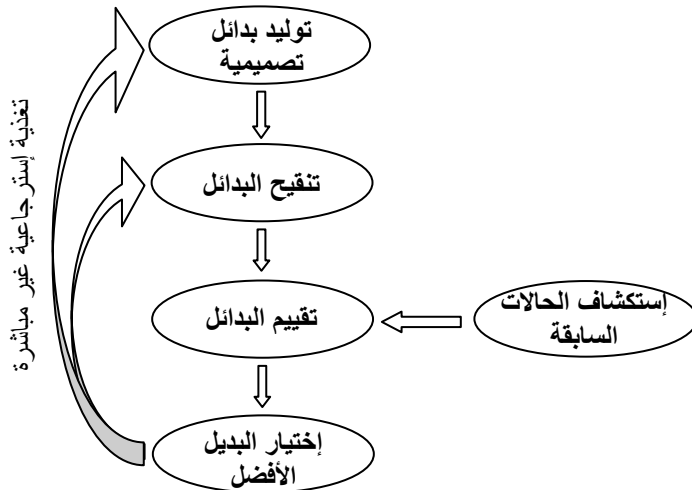 توليد بدائل
تصميمية
تنقيح البدائل
تقييم البدائل
إستكشاف الحالات
السابقة
إختيار البديل
الأفضل
تغذية إسترجاعية غير مباشرة